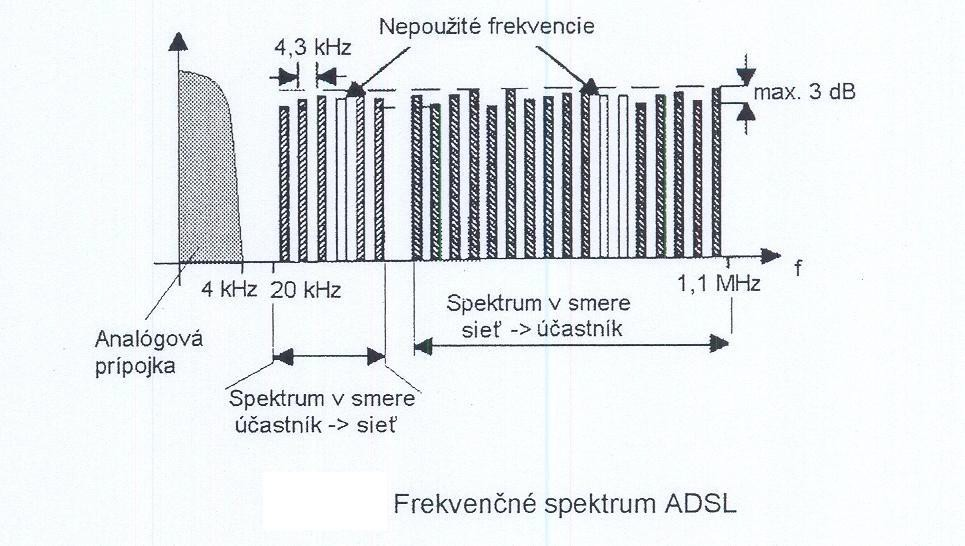 Nepoužité frekvencie
4,3 kHz
max. 3 dB
f
4 kHz
20 kHz
1,1 MHz
Analógová
prípojka
Spektrum v smere
sieť -> účastník
Spektrum v smere
účastník -> sieť
Frekvenčné spektrum ADSL